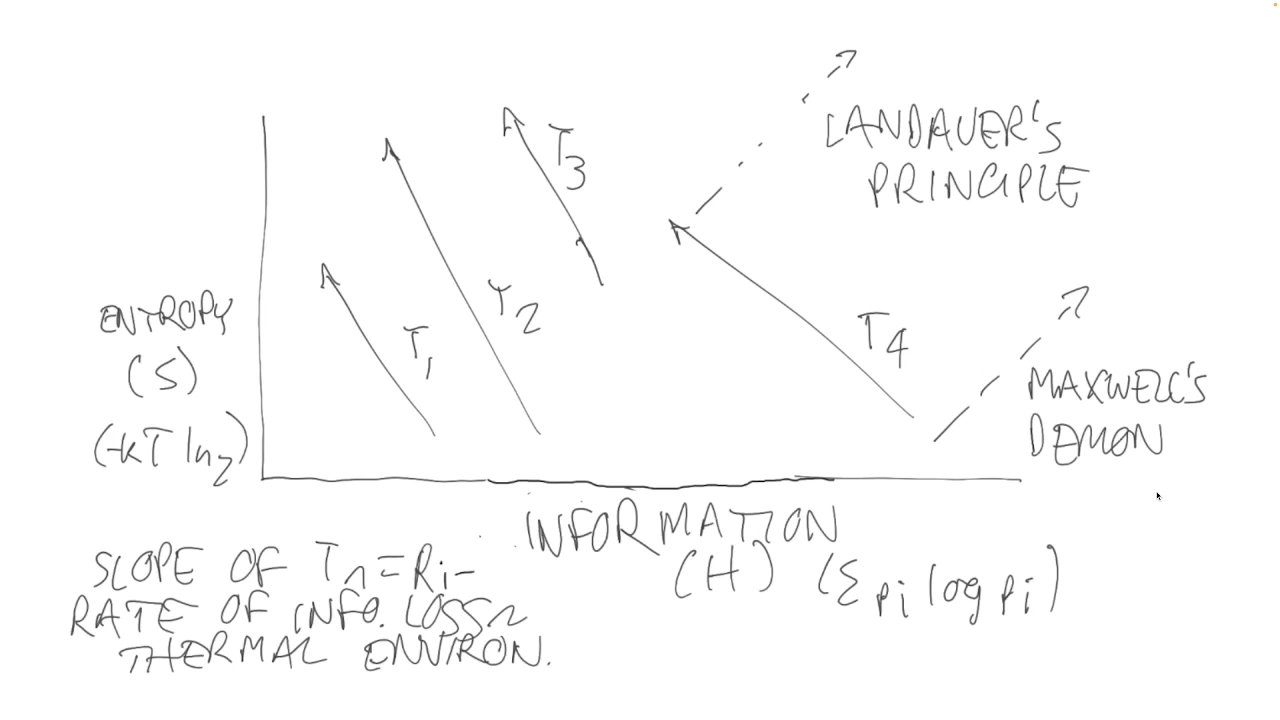 LANDAUER'S
PRINCIPLE
T3
T2
T1
T4
ENTROPY
(S)
(-kT ln2)
MAXWELL'S
DEMON
INFORMATION
(H) (Σ pi log pi)
SLOPE OF Tn = Ri -
RATE OF INFO. LOSS ~
THERMAL ENVIRON.